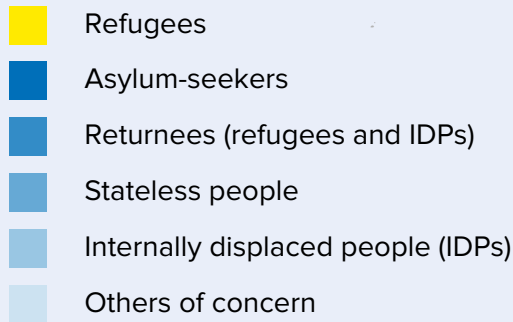 Refugees
Asylum-seekers
Returnees (refugees and IDPs)
Stateless people
Internally displaced people (IDPs)
Others of concern